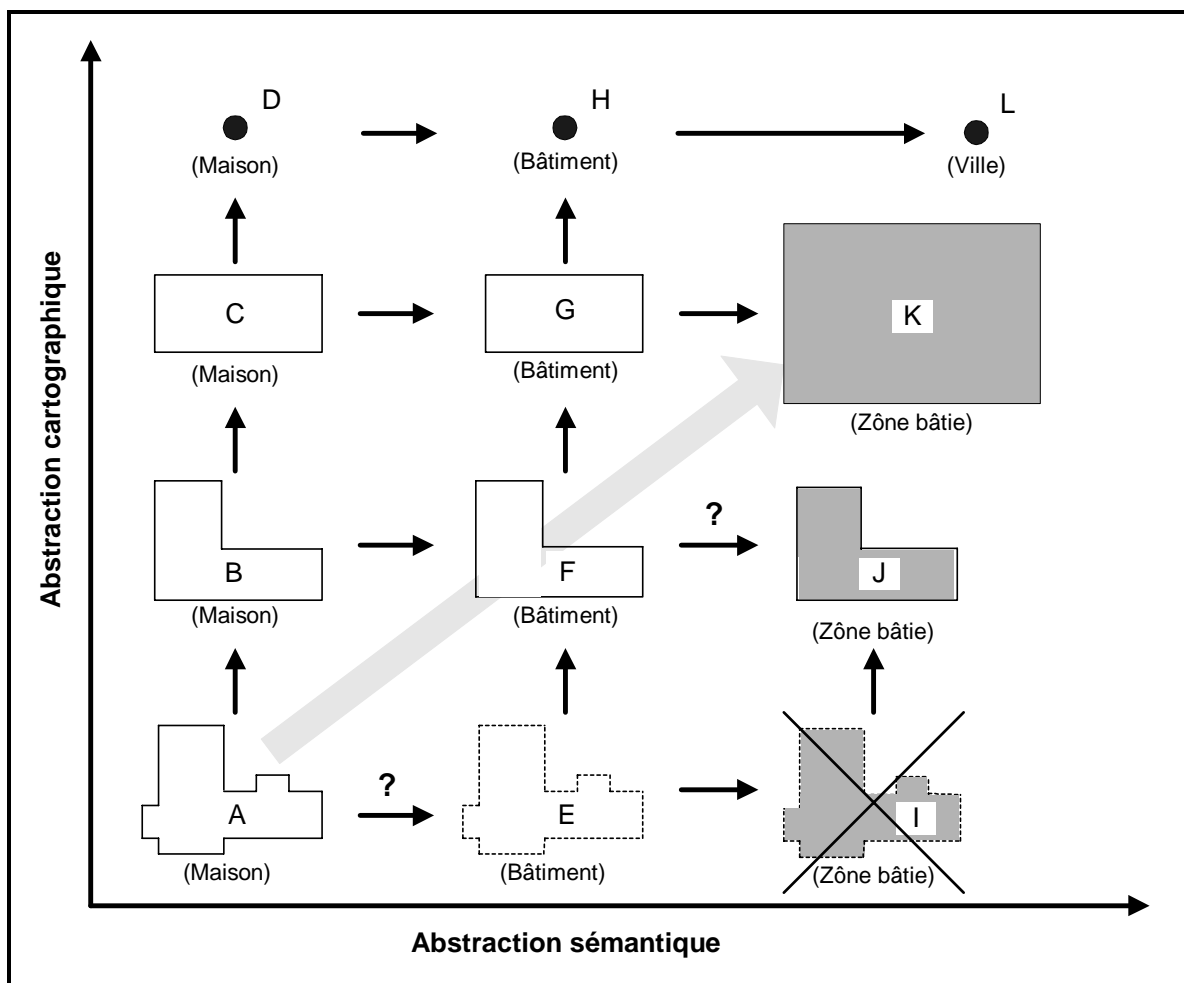 D
H
L
(Maison)
(Bâtiment)
(Ville)
C
G
K
(Maison)
(Bâtiment)
(Zône bâtie)
?
B
F
J
(Maison)
(Bâtiment)
(Zône bâtie)
?
A
E
I
(Maison)
(Bâtiment)
(Zône bâtie)
Abstraction cartographique
Abstraction sémantique